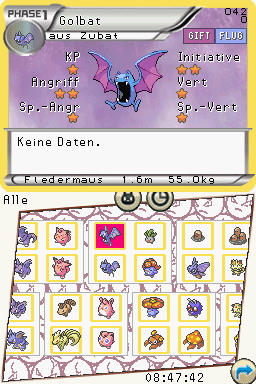 PHASE1
Golbat
042
0
aus Zubat
GIFT FLUG
KP
Initiative
Angriff
Vert
Sp.-Angr
Sp.-Vert
Keine Daten.
Fledermaus 1.6m 55.0kg
Alle
08:47:42